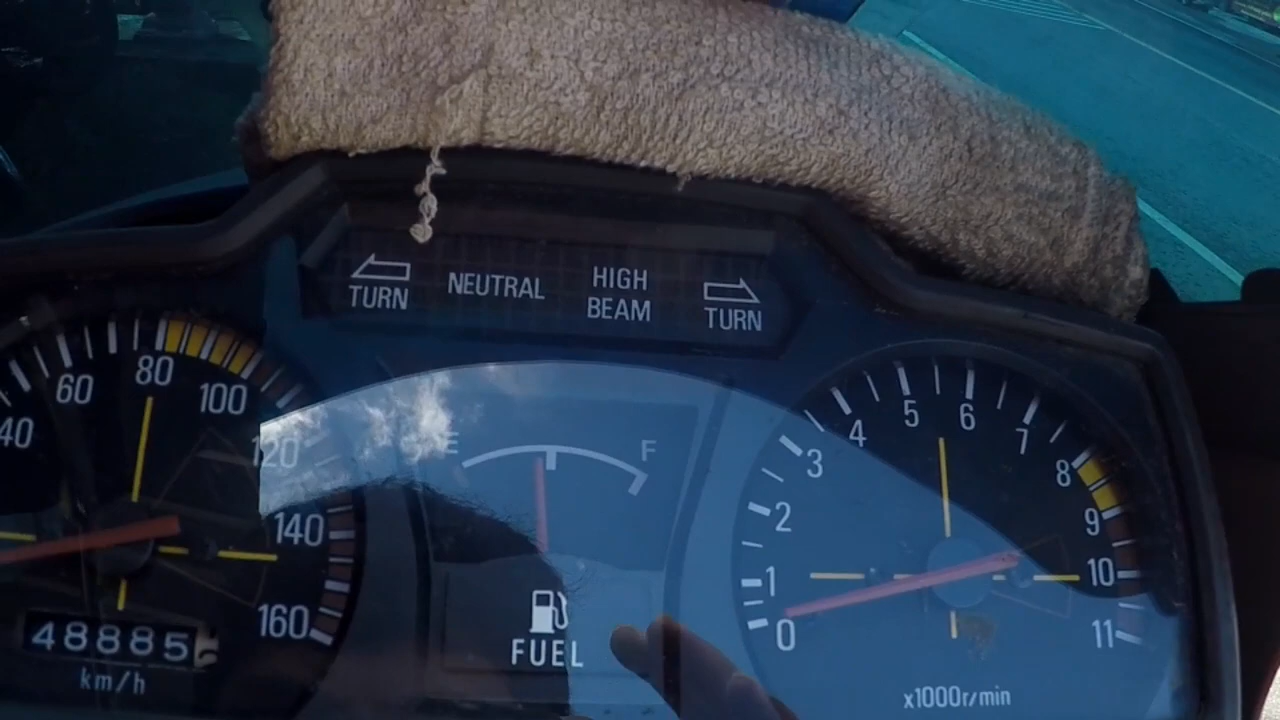 TURN NEUTRAL HIGH BEAM TURN
40 60 80 100 120 140 160
48885
km/h
E F
FUEL
0 1 2 3 4 5 6 7 8 9 10 11
x1000r/min